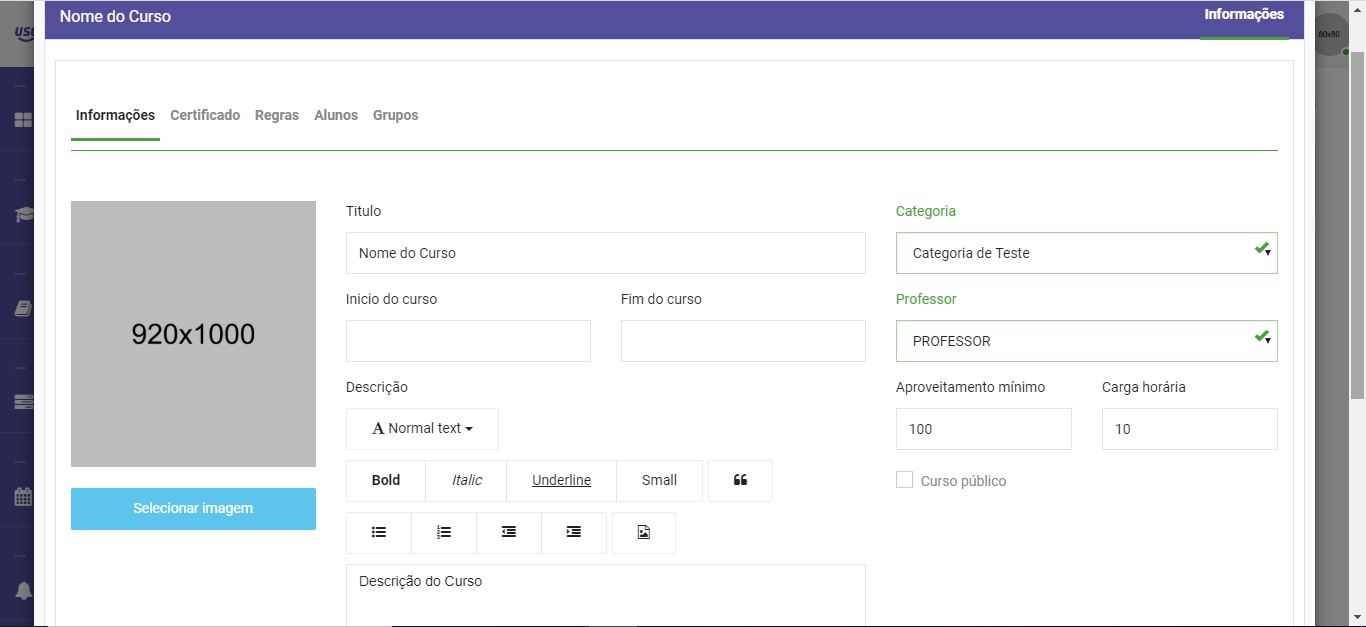 Nome do Curso
Informações
80x80
Informações Certificado Regras Alunos Grupos
920x1000
Selecionar imagem
Titulo
Nome do Curso
Inicio do curso
Fim do curso
Descrição
A Normal text
Bold Italic Underline Small
Descrição do Curso
Categoria
Categoria de Teste
Professor
PROFESSOR
Aproveitamento mínimo
100
Carga horária
10
Curso público